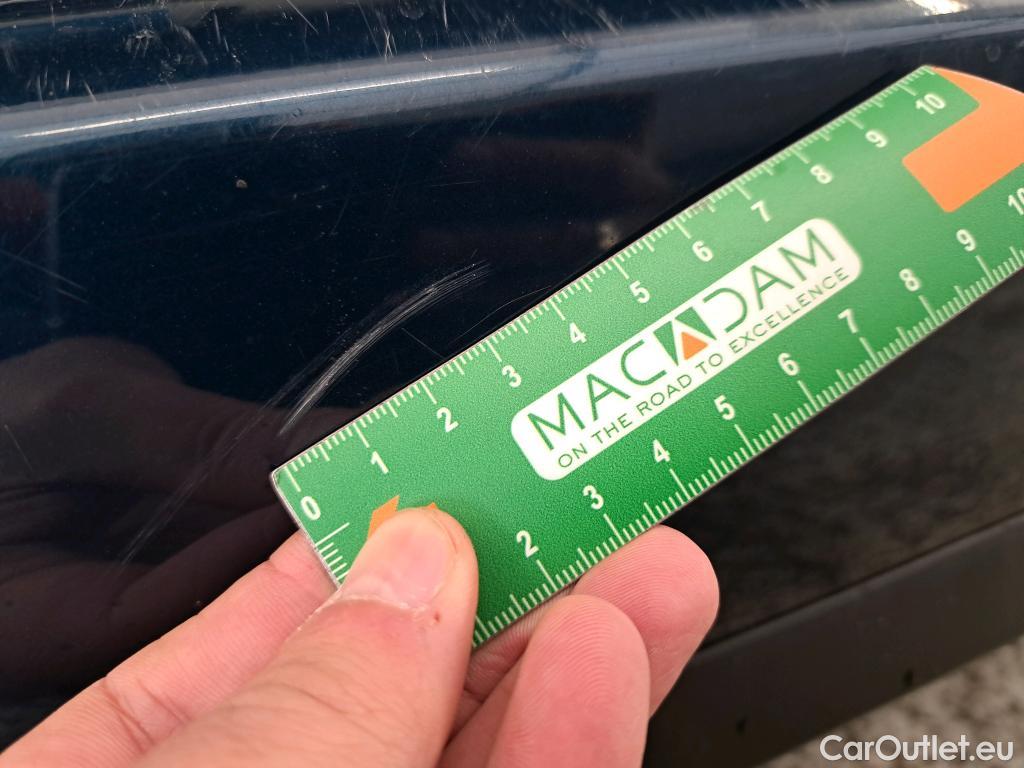 0 1 2 3 4 5 6 7 8 9 10
MACADAM
ON THE ROAD TO EXCELLENCE
2 3 4 5 6 7 8 9 10
CarOutlet.eu